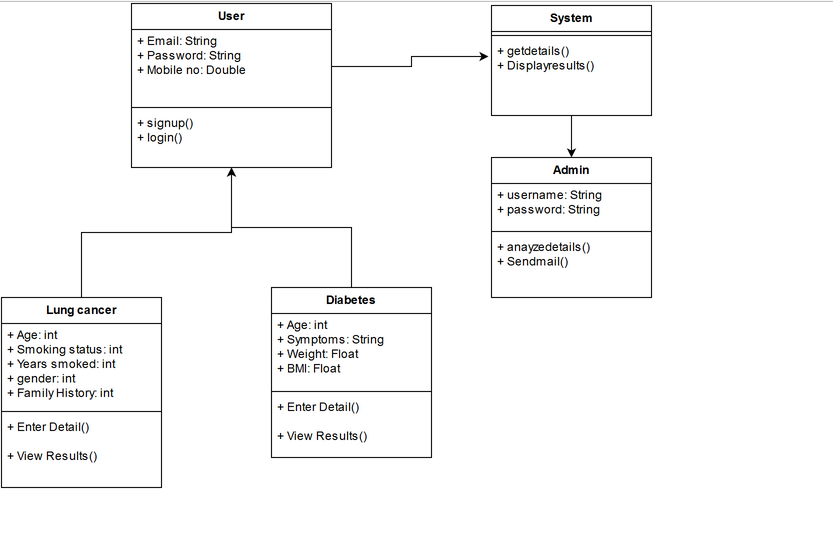 User
+ Email: String
+ Password: String
+ Mobile no: Double
+ signup()
+ login()
System
+ getdetails()
+ Displayresults()
Admin
+ username: String
+ password: String
+ anayzedetails()
+ Sendmail()
Lung cancer
+ Age: int
+ Smoking status: int
+ Years smoked: int
+ gender: int
+ Family History: int
+ Enter Detail()
+ View Results()
Diabetes
+ Age: int
+ Symptoms: String
+ Weight: Float
+ BMI: Float
+ Enter Detail()
+ View Results()